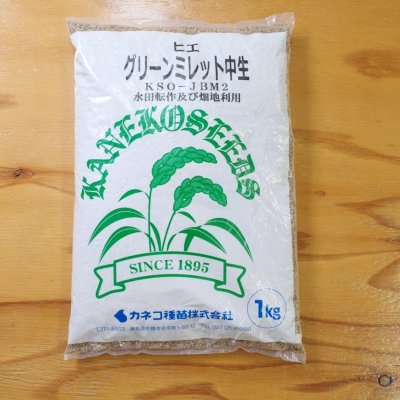 ヒエ
グリーンミレット中生
KSO-JBM2
水田転作及び畑地利用
KANEKOSEEDS
SINCE 1895
カネコ種苗株式会社
1kg